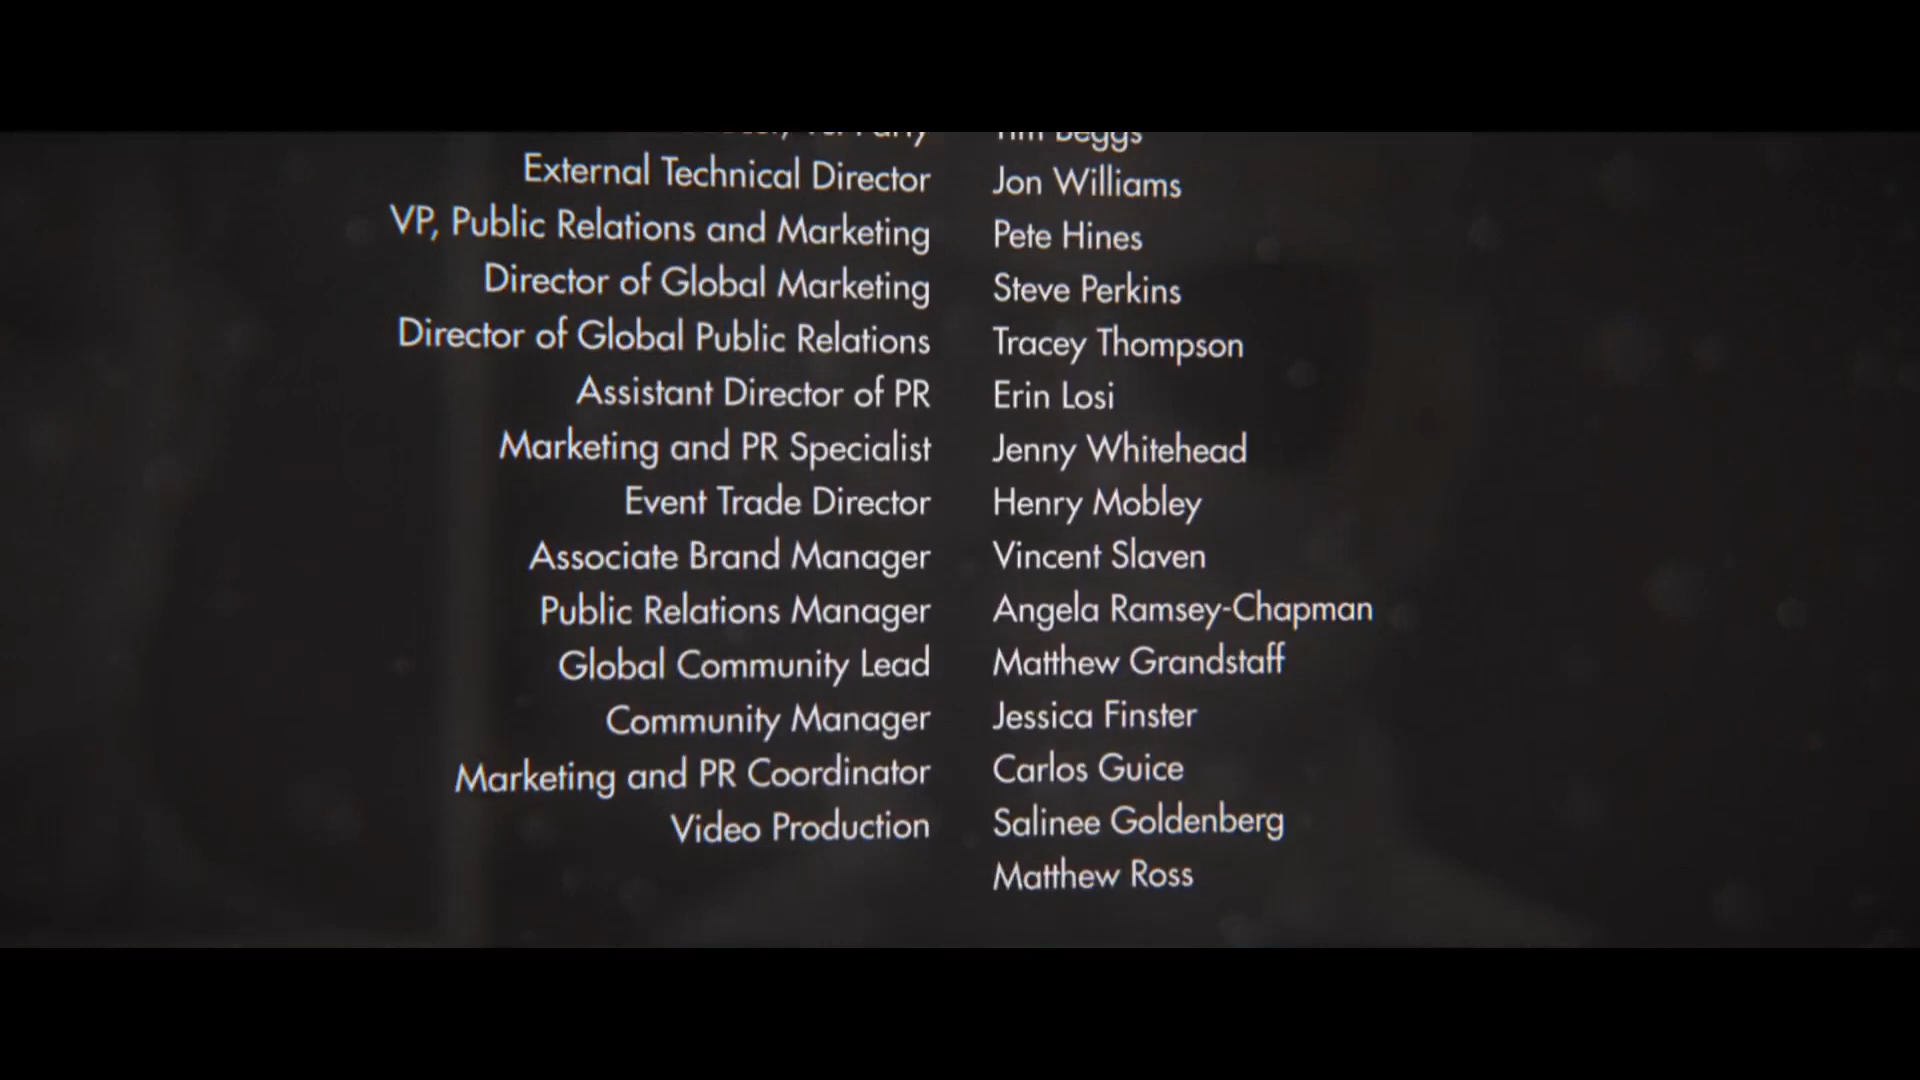 Party Tim Beggs
External Technical Director Jon Williams
VP, Public Relations and Marketing Pete Hines
Director of Global Marketing Steve Perkins
Director of Global Public Relations Tracey Thompson
Assistant Director of PR Erin Losi
Marketing and PR Specialist Jenny Whitehead
Event Trade Director Henry Mobley
Associate Brand Manager Vincent Slaven
Public Relations Manager Angela Ramsey-Chapman
Global Community Lead Matthew Grandstaff
Community Manager Jessica Finster
Marketing and PR Coordinator Carlos Guice
Video Production Salinee Goldenberg
Matthew Ross